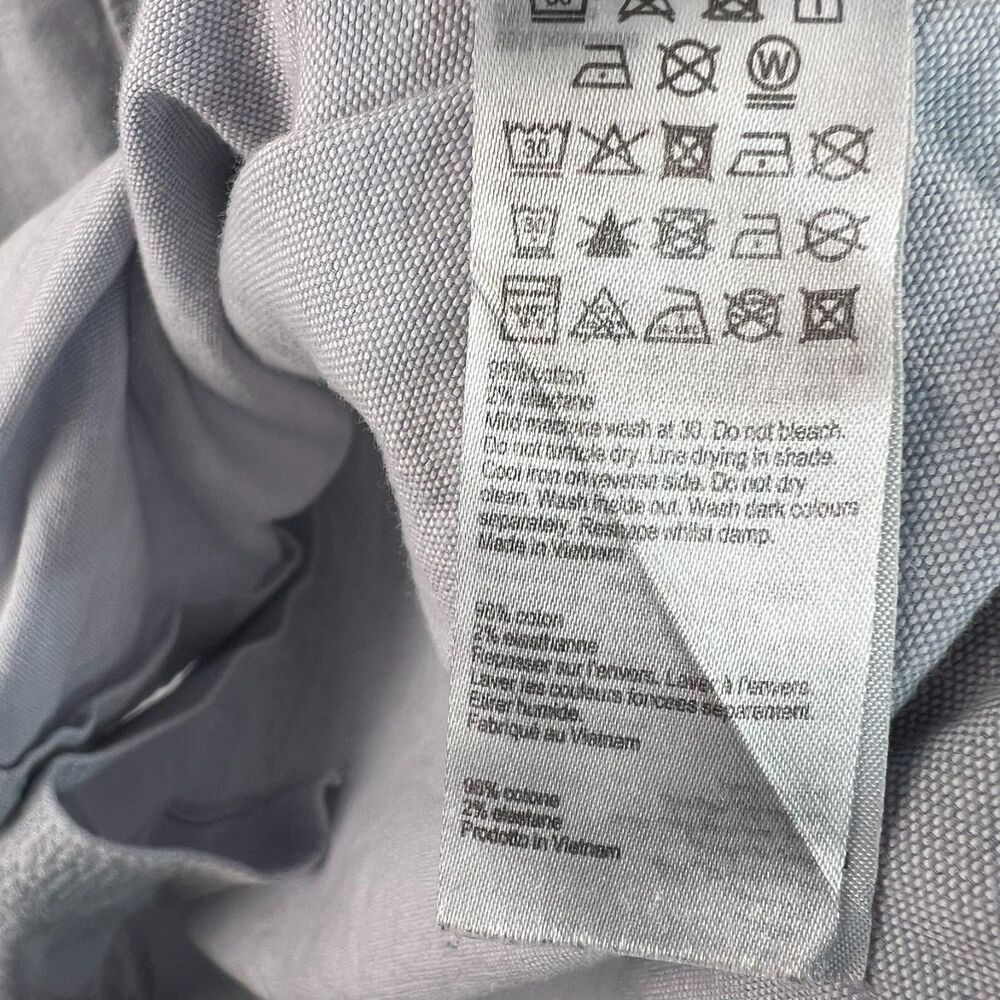 W
30
30
2% elastane
Mild machine wash at 30. Do not bleach.
Do not tumble dry. Line drying in shade.
Cool iron on reverse side. Do not dry
clean. Wash inside out. Wash dark colours
separately. Reshape whilst damp.
Made in Vietnam
2% elasthanne
Repasser sur l'envers. Laver à l'envers.
Laver les couleurs foncées séparement.
Etirer humide.
Fabriqué au Vietnam
98% cotone
2% elastane
Prodotto in Vietnam